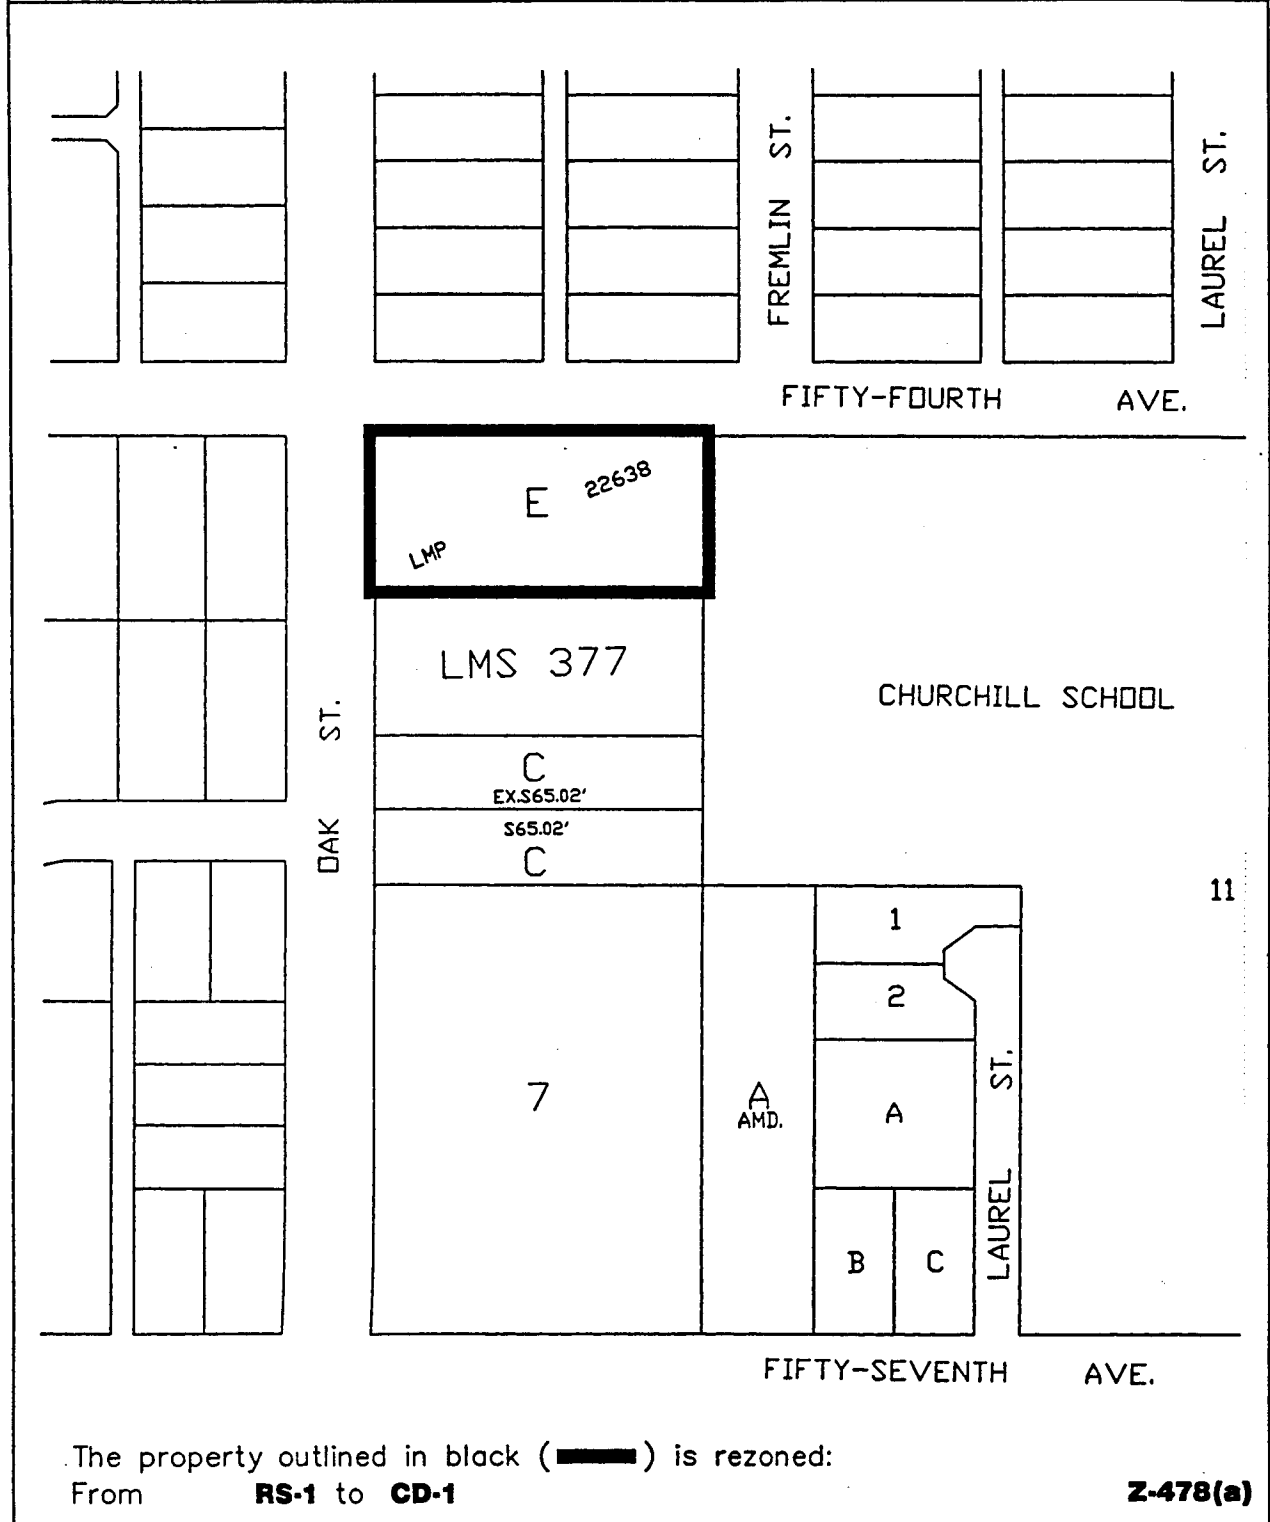 FREMLIN ST.
LAUREL ST.
FIFTY-FOURTH AVE.
E
22638
LMP
LMS 377
CHURCHILL SCHOOL
OAK ST.
C
EX.S65.02'
S65.02'
C
11
1
2
7
A
AMD.
A
LAUREL ST.
B
C
FIFTY-SEVENTH AVE.
The property outlined in black ( ) is rezoned:
From RS-1 to CD-1
Z-478(a)